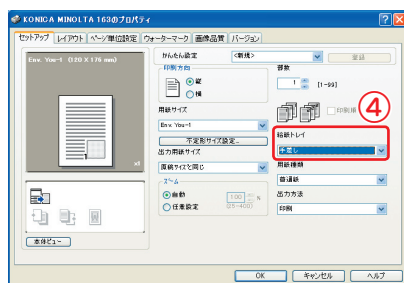 KONICA MINOLTA 163のプロパティ
セットアップ レイアウト ページ単位設定 ウォーターマーク 画像品質 バージョン
Env. You-1 (120 X 176 mm)
x1
本体ビュー
かんたん設定 <新規> 登録
印刷方向
縦
横
用紙サイズ
Env. You-1
不定形サイズ設定...
出力用紙サイズ
原稿サイズと同じ
ズーム
自動
任意設定
100 %
(25-400)
部数
1 [1-99]
④
給紙トレイ
手差し
用紙種類
普通紙
出力方法
印刷
OK キャンセル ヘルプ